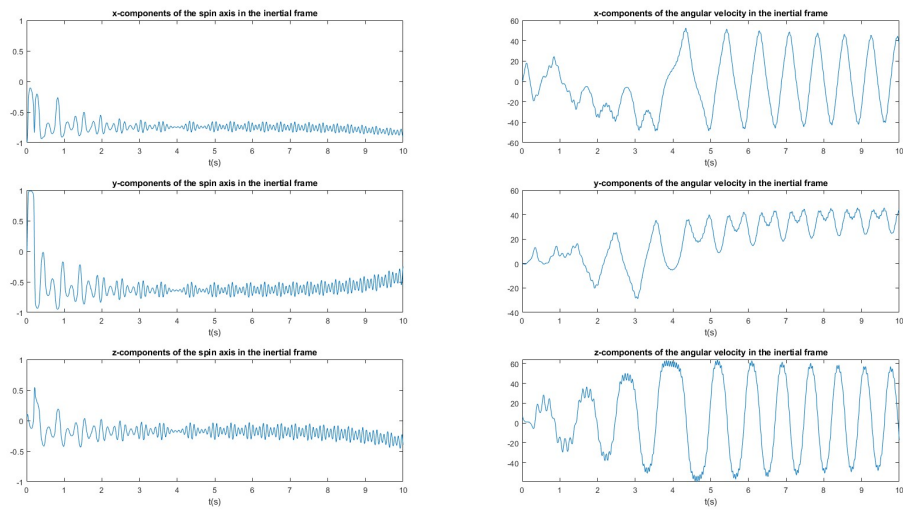 x-components of the spin axis in the inertial frame
1
0.5
0
-0.5
-1
0 1 2 3 4 5 6 7 8 9 10
t(s)
x-components of the angular velocity in the inertial frame
60
40
20
0
-20
-40
-60
0 1 2 3 4 5 6 7 8 9 10
t(s)
y-components of the spin axis in the inertial frame
1
0.5
0
-0.5
-1
0 1 2 3 4 5 6 7 8 9 10
t(s)
y-components of the angular velocity in the inertial frame
60
40
20
0
-20
-40
0 1 2 3 4 5 6 7 8 9 10
t(s)
z-components of the spin axis in the inertial frame
1
0.5
0
-0.5
-1
0 1 2 3 4 5 6 7 8 9 10
t(s)
z-components of the angular velocity in the inertial frame
60
40
20
0
-20
-40
0 1 2 3 4 5 6 7 8 9 10
t(s)